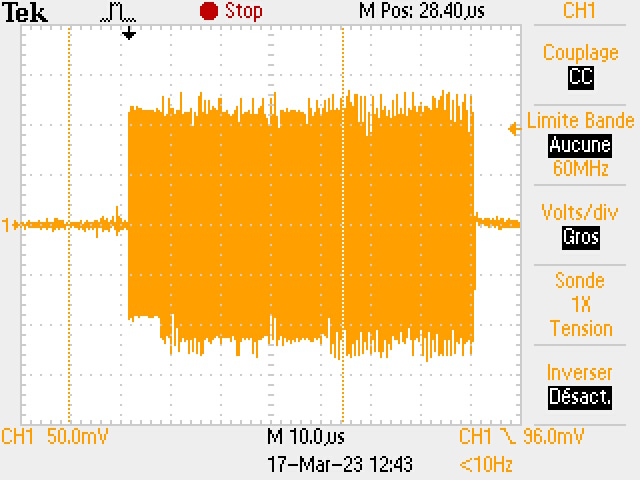 Tek Stop M Pos: 28.40µs CH1
Couplage
CC
Limite Bande
Aucune
60MHz
1
Volts/div
Gros
Sonde
1X
Tension
Inverser
Désact.
CH1 50.0mV M 10.0µs CH1 96.0mV
17-Mar-23 12:43 <10Hz